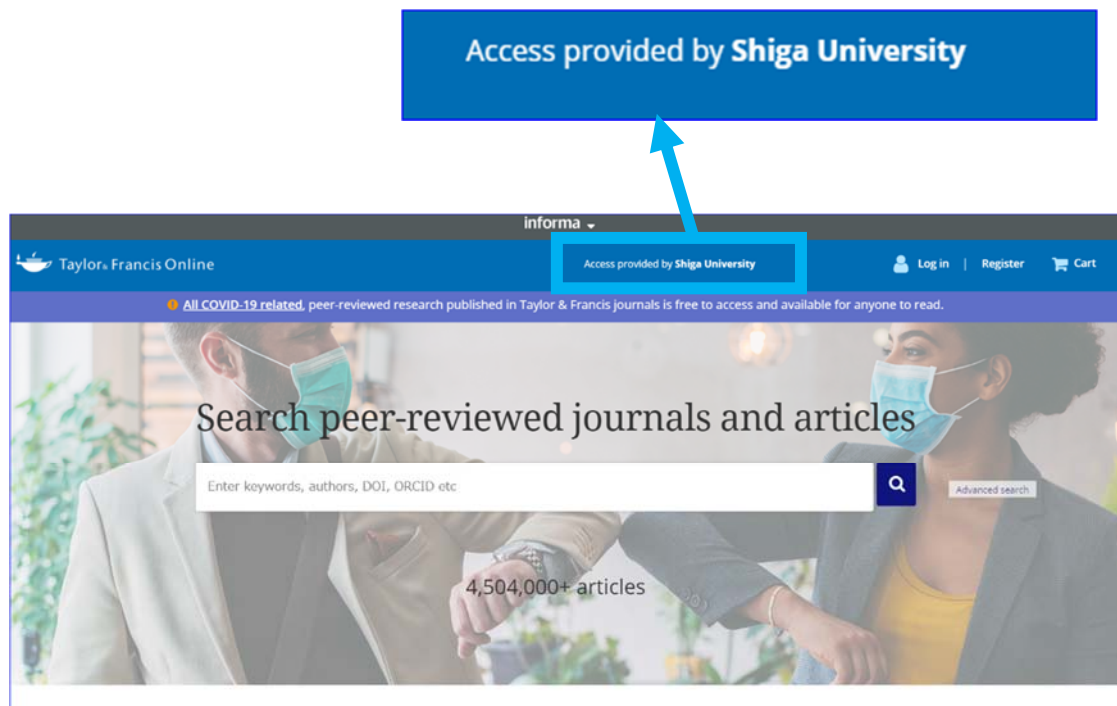 Access provided by Shiga University
informa
Taylor & Francis Online
Access provided by Shiga University
Log in | Register
Cart
All COVID-19 related, peer-reviewed research published in Taylor & Francis journals is free to access and available for anyone to read.
Search peer-reviewed journals and articles
Enter keywords, authors, DOI, ORCID etc
Advanced search
4,504,000+ articles